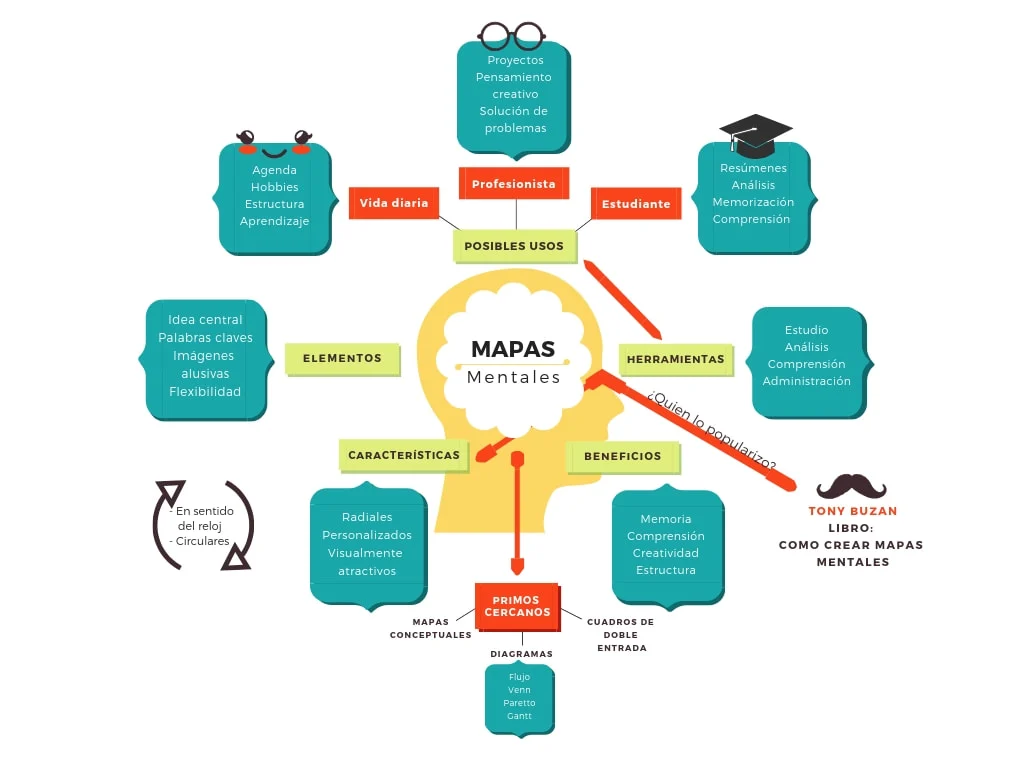 Proyectos
Pensamiento
creativo
Solución de
problemas
Profesionista
Agenda
Hobbies
Estructura
Aprendizaje
Vida diaria
Estudiante
Resúmenes
Análisis
Memorización
Comprensión
POSIBLES USOS
MAPAS
Mentales
HERRAMIENTAS
Estudio
Análisis
Comprensión
Administración
ELEMENTOS
Idea central
Palabras claves
Imágenes
alusivas
Flexibilidad
¿Quien lo popularizo?
TONY BUZAN
LIBRO:
COMO CREAR MAPAS
MENTALES
BENEFICIOS
Memoria
Comprensión
Creatividad
Estructura
CARACTERÍSTICAS
Radiales
Personalizados
Visualmente
atractivos
- En sentido
del reloj
- Circulares
PRIMOS
CERCANOS
MAPAS
CONCEPTUALES
DIAGRAMAS
Flujo
Venn
Paretto
Gantt
CUADROS DE
DOBLE
ENTRADA